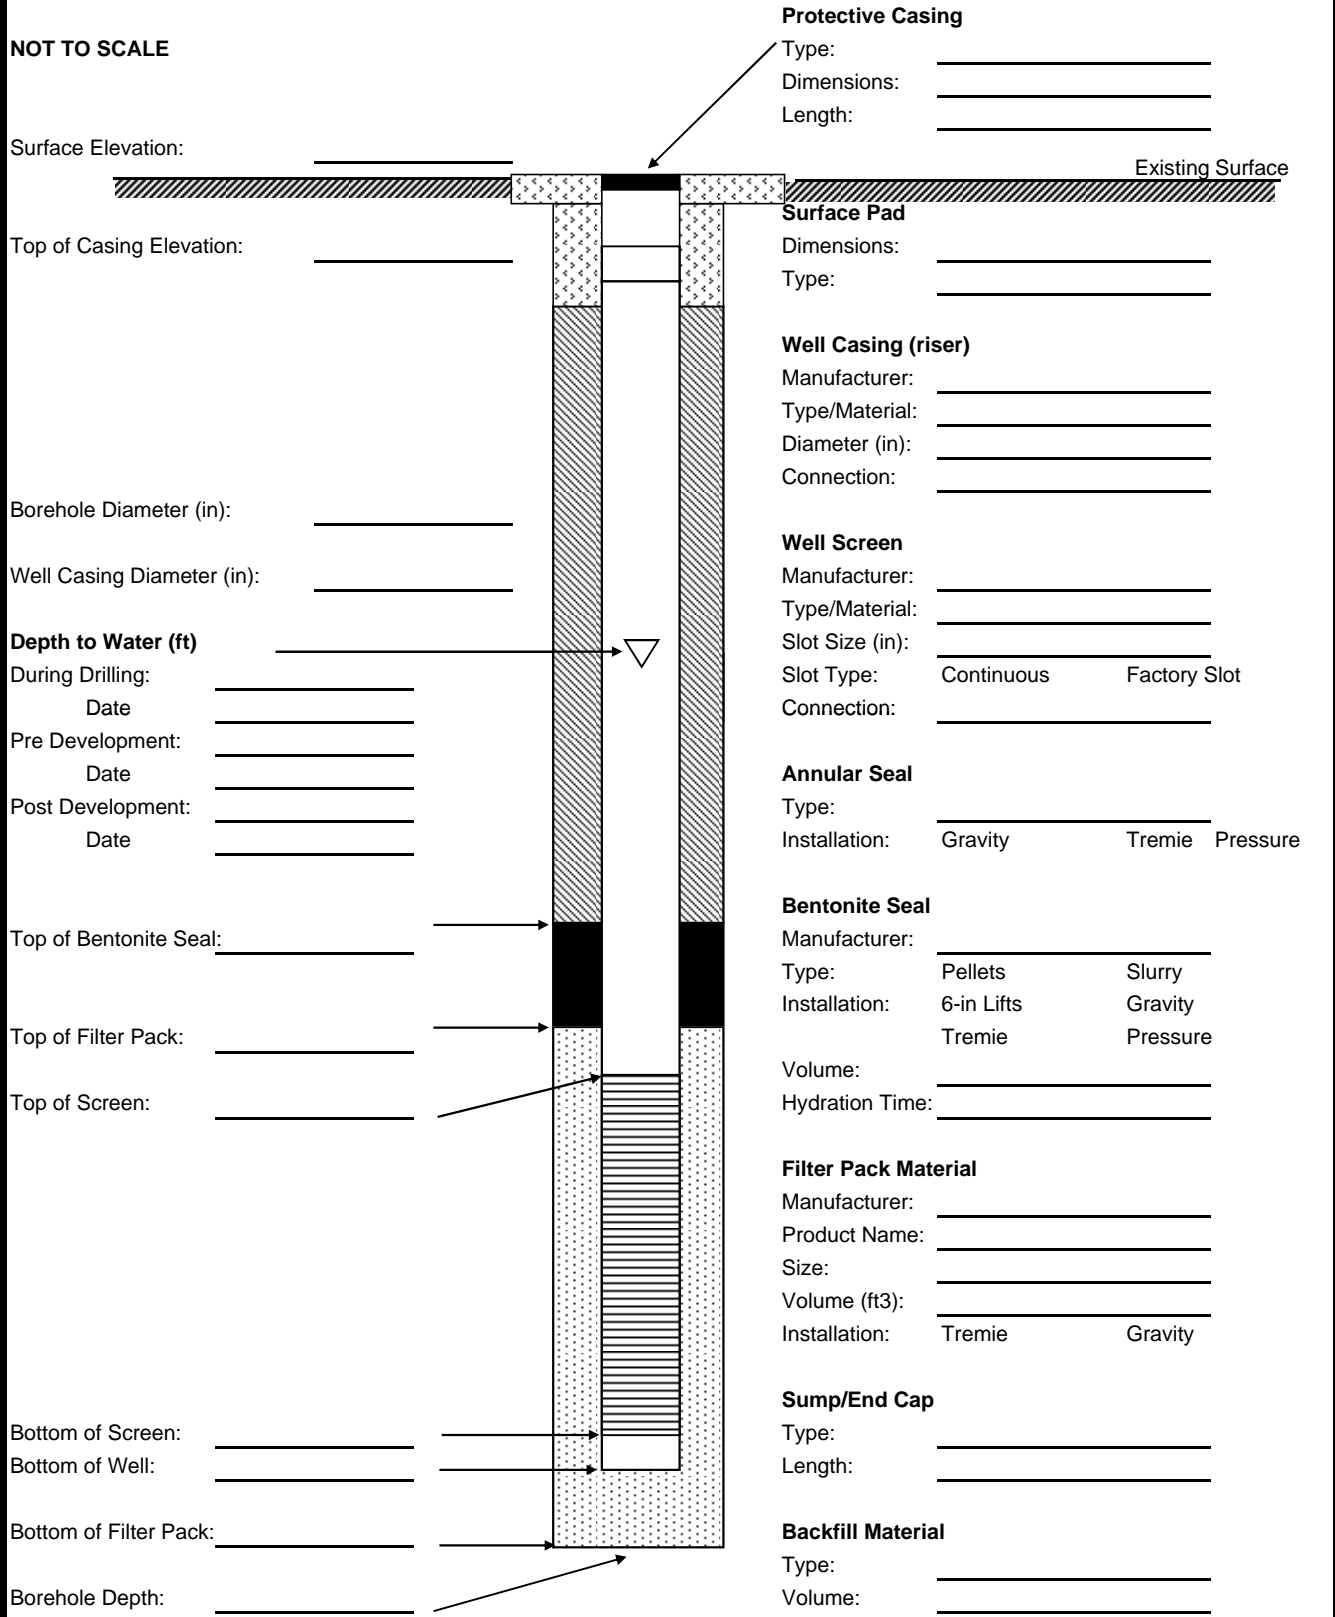 NOT TO SCALE
Surface Elevation:
Top of Casing Elevation:
Borehole Diameter (in):
Well Casing Diameter (in):
Depth to Water (ft)
During Drilling:
Date
Pre Development:
Date
Post Development:
Date
Top of Bentonite Seal:
Top of Filter Pack:
Top of Screen:
Bottom of Screen:
Bottom of Well:
Bottom of Filter Pack:
Borehole Depth:
Protective Casing
Type:
Dimensions:
Length:
Existing Surface
Surface Pad
Dimensions:
Type:
Well Casing (riser)
Manufacturer:
Type/Material:
Diameter (in):
Connection:
Well Screen
Manufacturer:
Type/Material:
Slot Size (in):
Slot Type: Continuous Factory Slot
Connection:
Annular Seal
Type:
Installation: Gravity Tremie Pressure
Bentonite Seal
Manufacturer:
Type: Pellets Slurry
Installation: 6-in Lifts Gravity
Tremie Pressure
Volume:
Hydration Time:
Filter Pack Material
Manufacturer:
Product Name:
Size:
Volume (ft3):
Installation: Tremie Gravity
Sump/End Cap
Type:
Length:
Backfill Material
Type:
Volume: